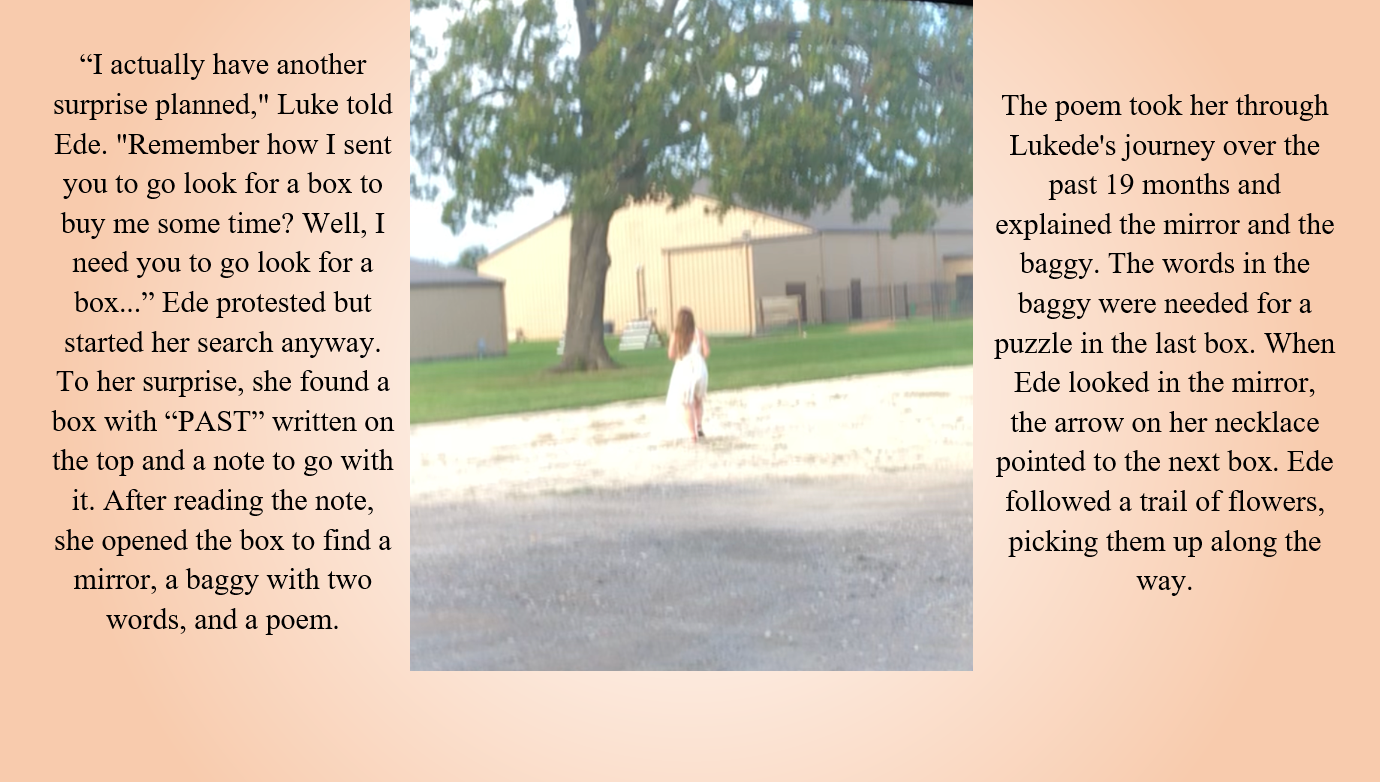 “I actually have another
surprise planned," Luke told
Ede. "Remember how I sent
you to go look for a box to
buy me some time? Well, I
need you to go look for a
box...” Ede protested but
started her search anyway.
To her surprise, she found a
box with “PAST” written on
the top and a note to go with
it. After reading the note,
she opened the box to find a
mirror, a baggy with two
words, and a poem.
The poem took her through
Lukede's journey over the
past 19 months and
explained the mirror and the
baggy. The words in the
baggy were needed for a
puzzle in the last box. When
Ede looked in the mirror,
the arrow on her necklace
pointed to the next box. Ede
followed a trail of flowers,
picking them up along the
way.